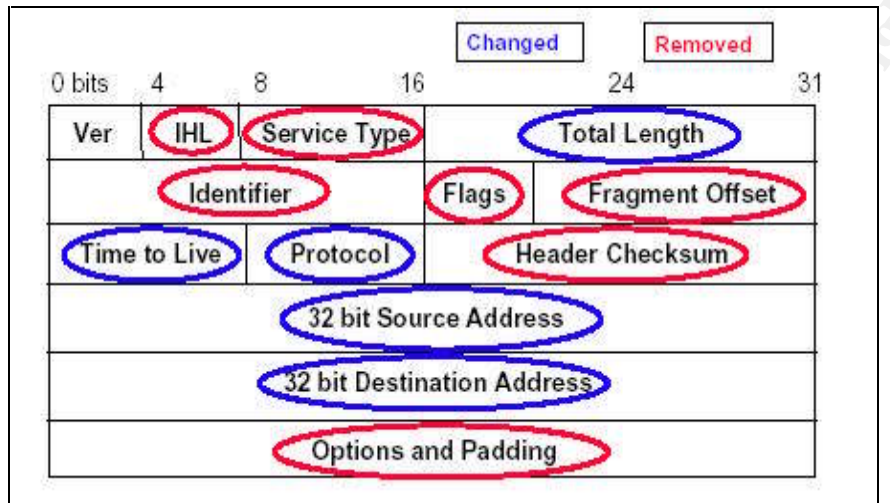 Changed Removed
0 bits 4 8 16 24 31
Ver IHL Service Type Total Length
Identifier Flags Fragment Offset
Time to Live Protocol Header Checksum
32 bit Source Address
32 bit Destination Address
Options and Padding